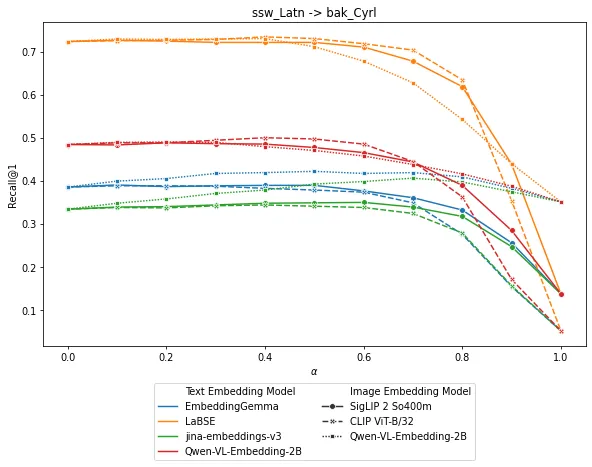 ssw_Latn -> bak_Cyrl
Recall@1
0.7
0.6
0.5
0.4
0.3
0.2
0.1
0.0 0.2 0.4 0.6 0.8 1.0
α
Text Embedding Model Image Embedding Model
EmbeddingGemma SigLIP 2 So400m
LaBSE CLIP ViT-B/32
jina-embeddings-v3 Qwen-VL-Embedding-2B
Qwen-VL-Embedding-2B